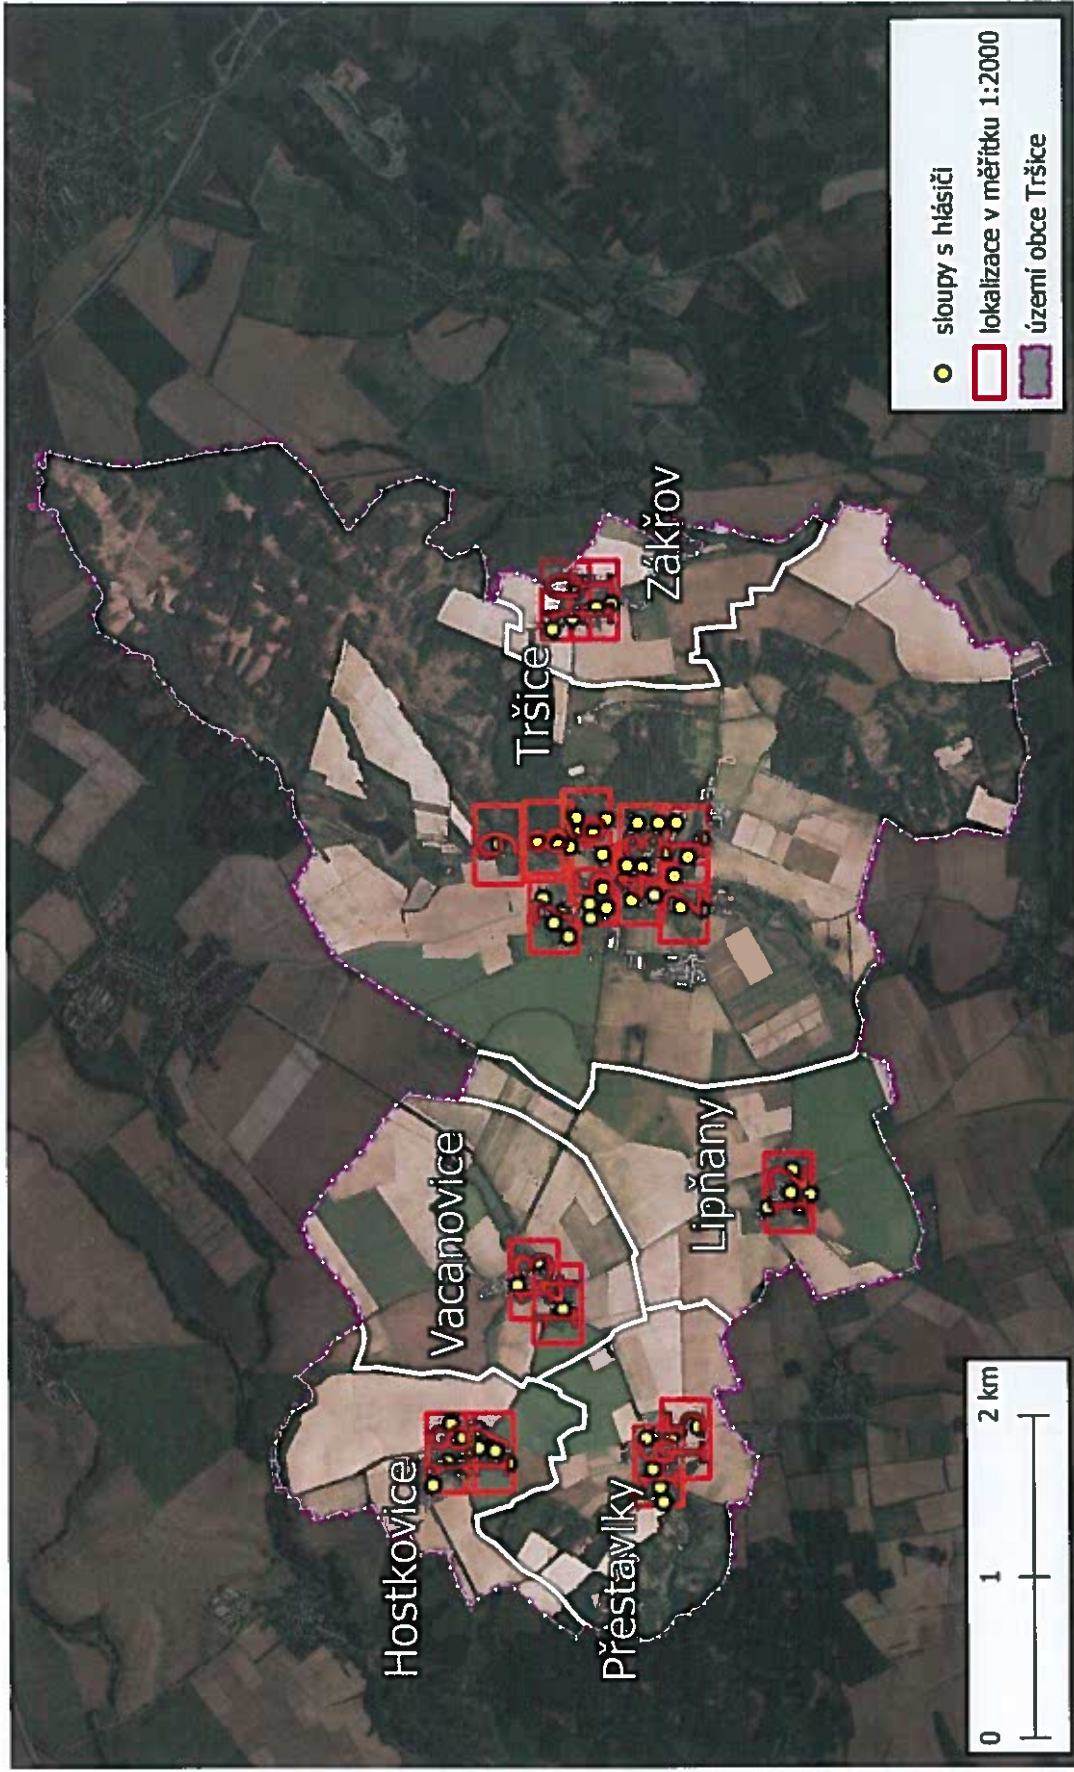 Hostkovice
Vacanovice
Tršice
Zákřov
Přestavlky
Lipňany
0 1 2 km
sloupy s hlásiči
lokalizace v měřítku 1:2000
území obce Tršice